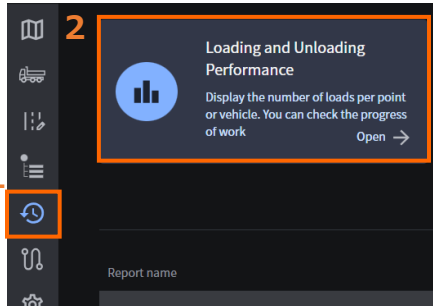 2
Loading and Unloading
Performance
Display the number of loads per point
or vehicle. You can check the progress
of work
Open →
Report name